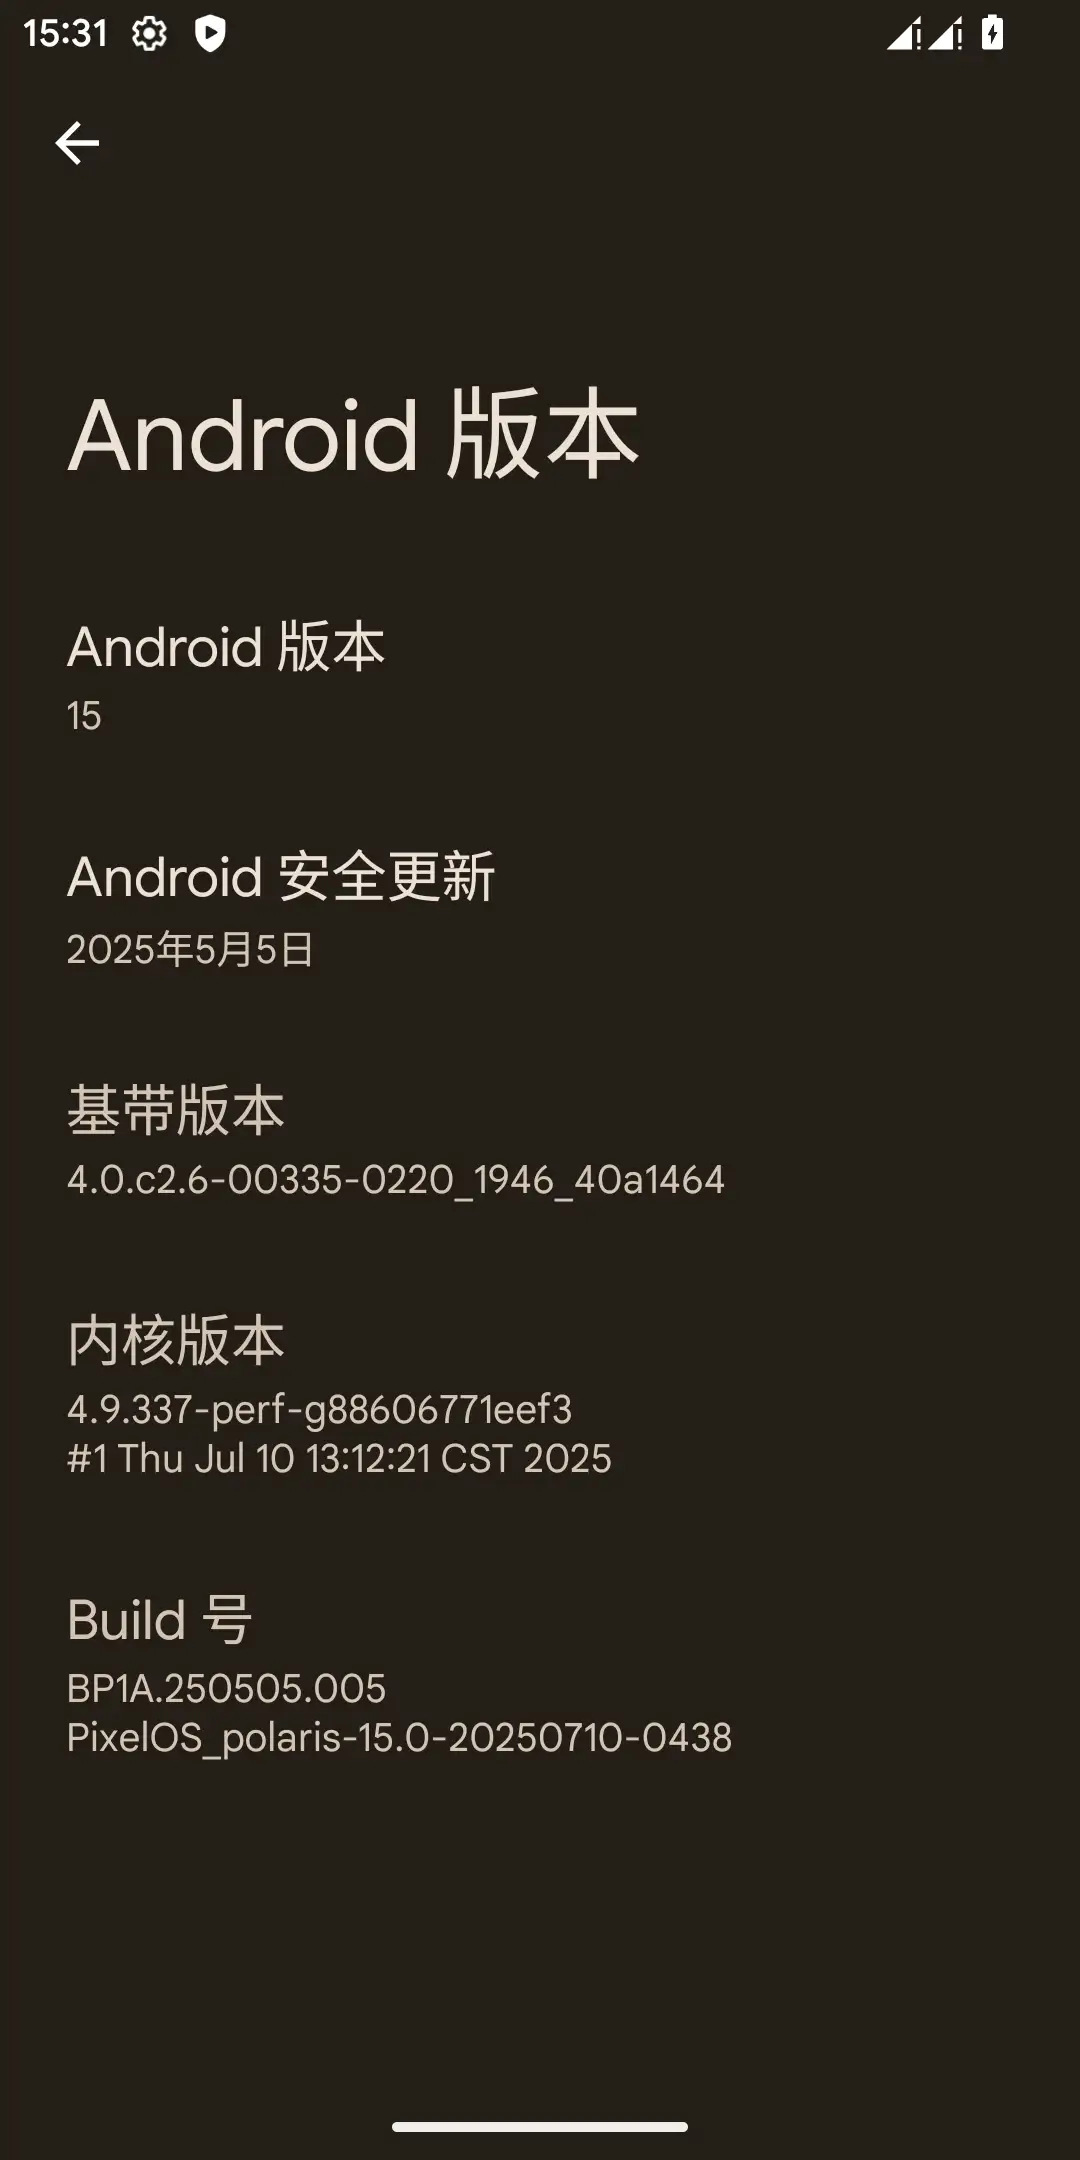 15:31
Android 版本
Android 版本
15
Android 安全更新
2025年5月5日
基带版本
4.0.c2.6-00335-0220_1946_40a1464
内核版本
4.9.337-perf-g88606771eef3
#1 Thu Jul 10 13:12:21 CST 2025
Build 号
BP1A.250505.005
PixelOS_polaris-15.0-20250710-0438